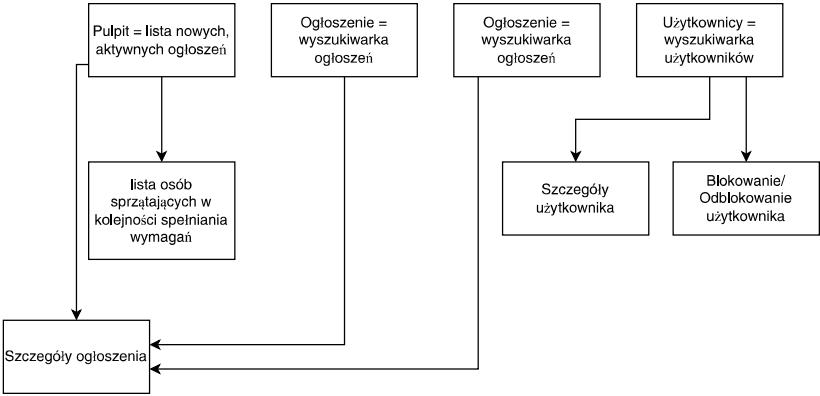 Pulpit = lista nowych,
aktywnych ogłoszeń
Ogłoszenie =
wyszukiwarka
ogłoszeń
Ogłoszenie =
wyszukiwarka
ogłoszeń
Użytkownicy =
wyszukiwarka
użytkowników
lista osób
sprzątających w
kolejności spełniania
wymagań
Szczegóły
użytkownika
Blokowanie/
Odblokowanie
użytkownika
Szczegóły ogłoszenia